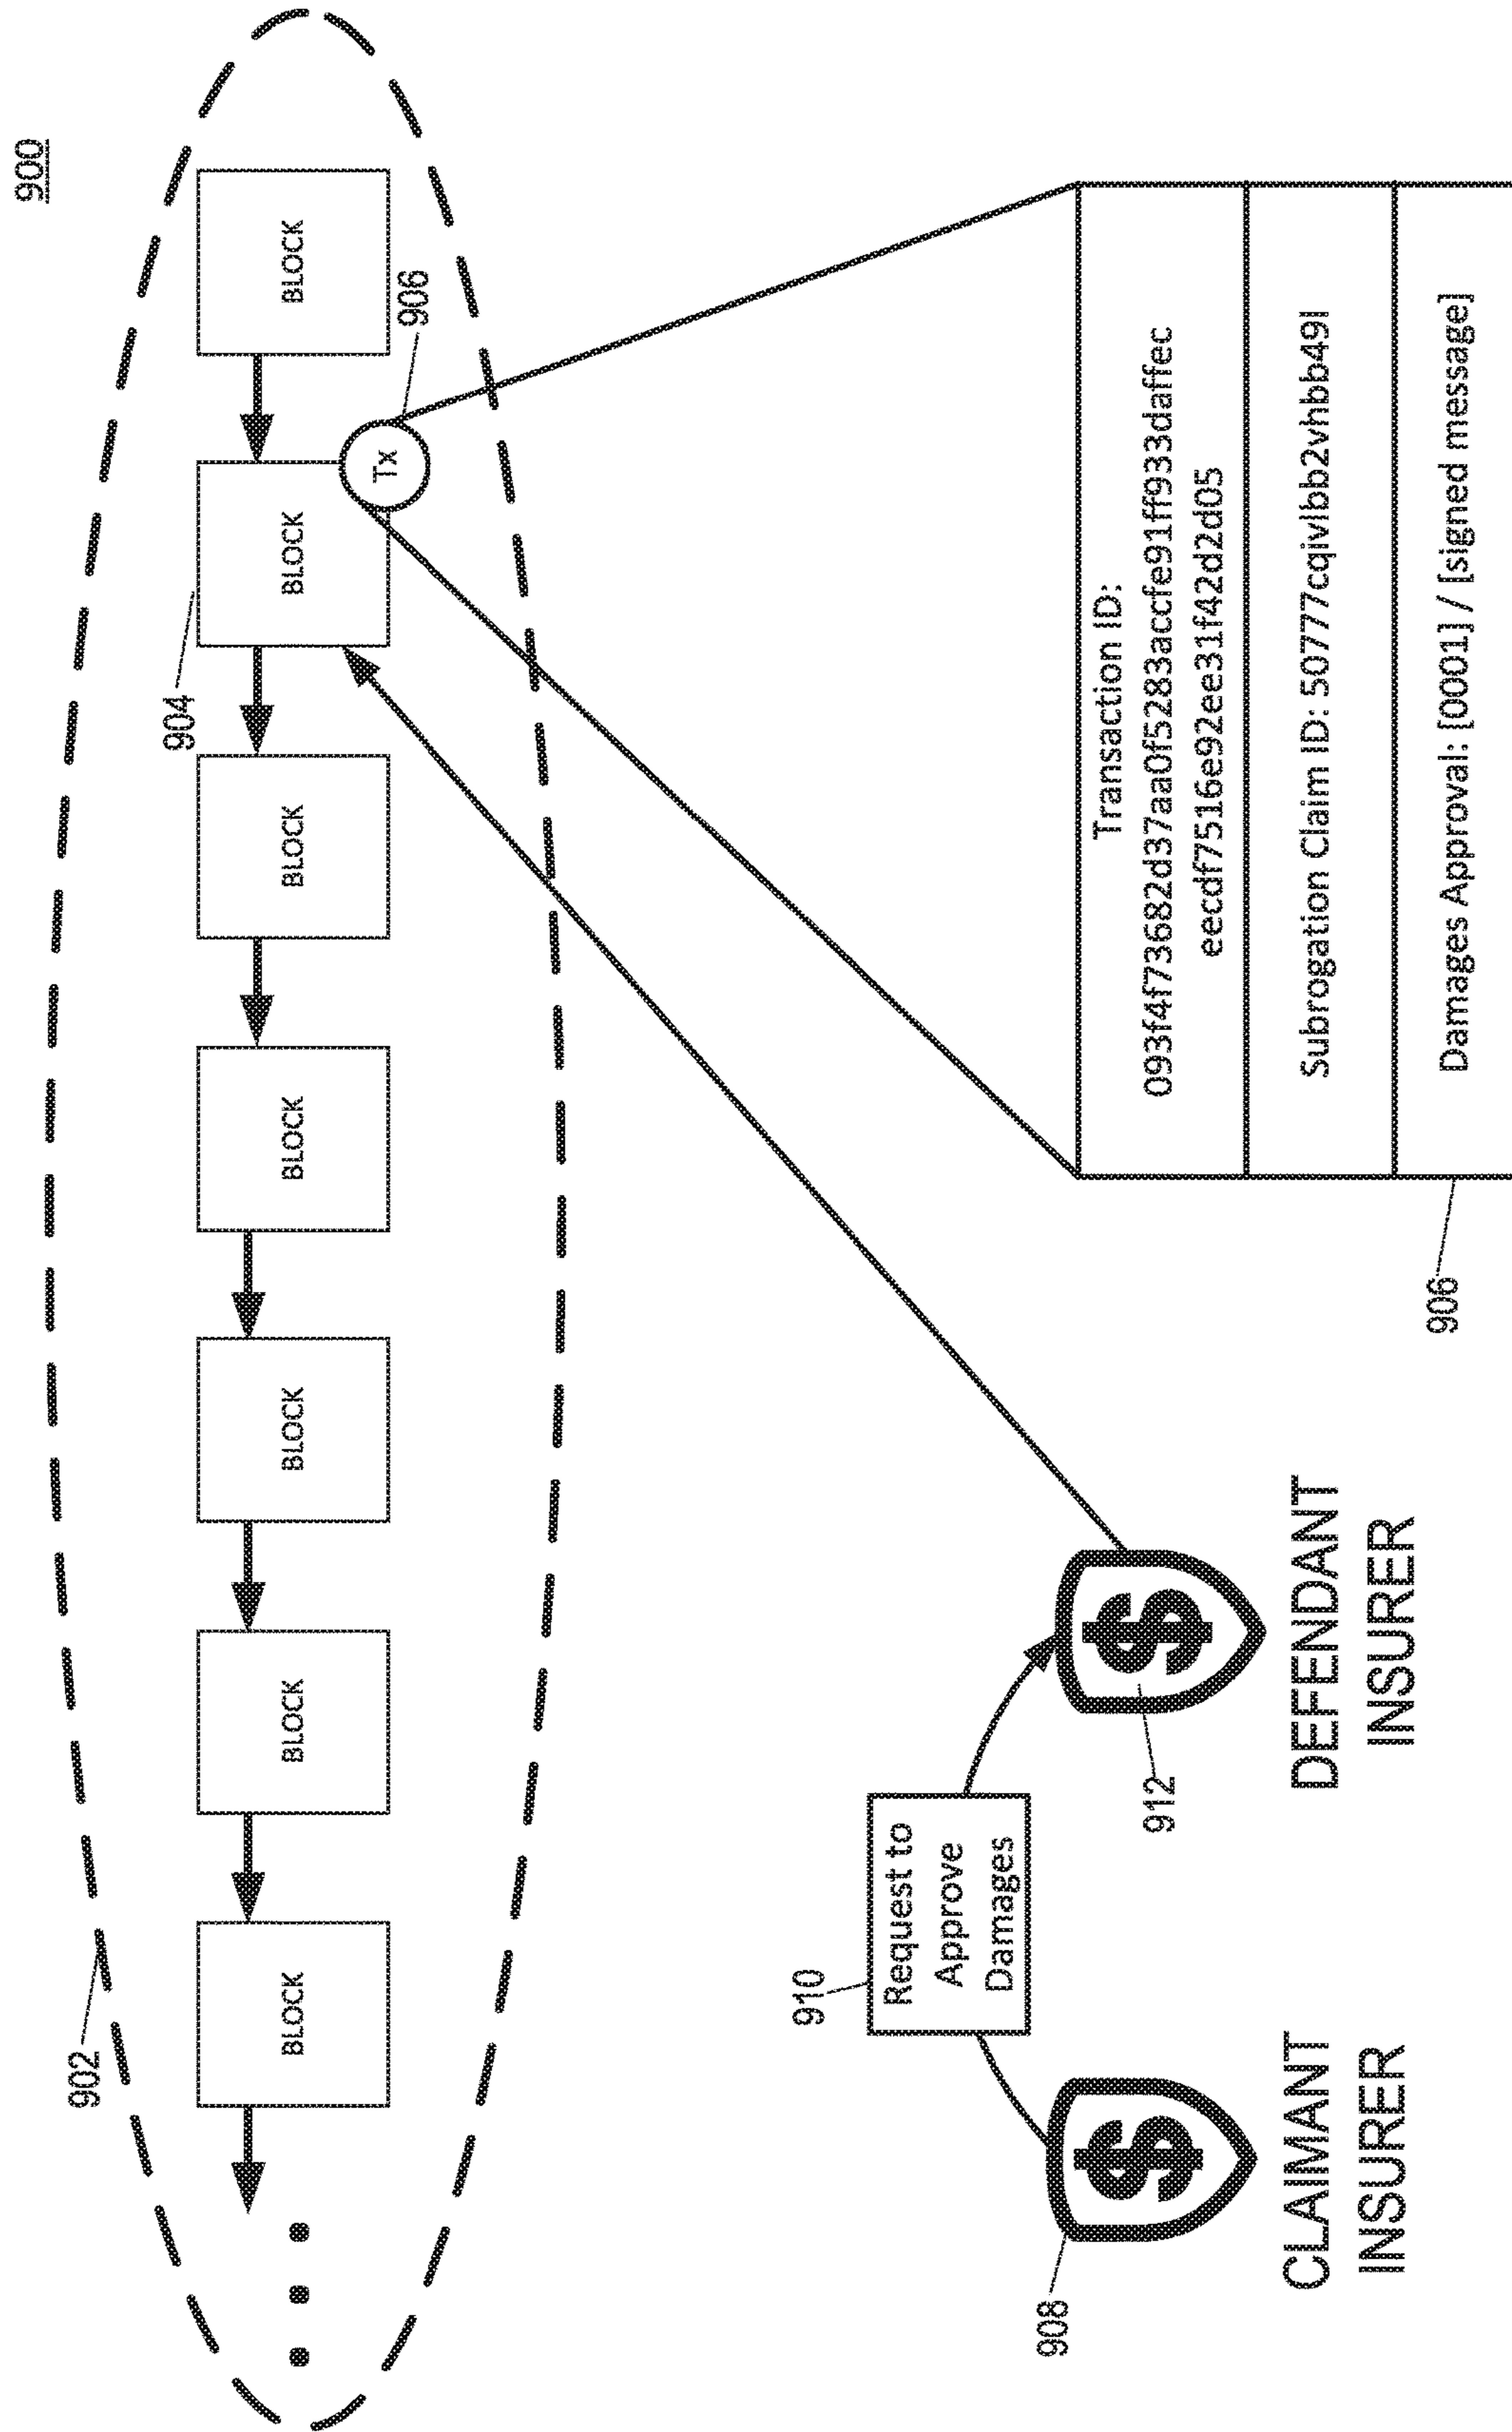 900
902
904
BLOCK
BLOCK
BLOCK
BLOCK
BLOCK
BLOCK
BLOCK
Tx
906
910
Request to
Approve
Damages
908
912
CLAIMANT
INSURER
DEFENDANT
INSURER
906
Transaction ID:
093f4f73682d37aa0f5283accfe91ff933daffec
eecdf7516e92ee31f42d2d05
Subrogation Claim ID: 50777cqivlbb2vhbb49l
Damages Approval: [0001] / [signed message]